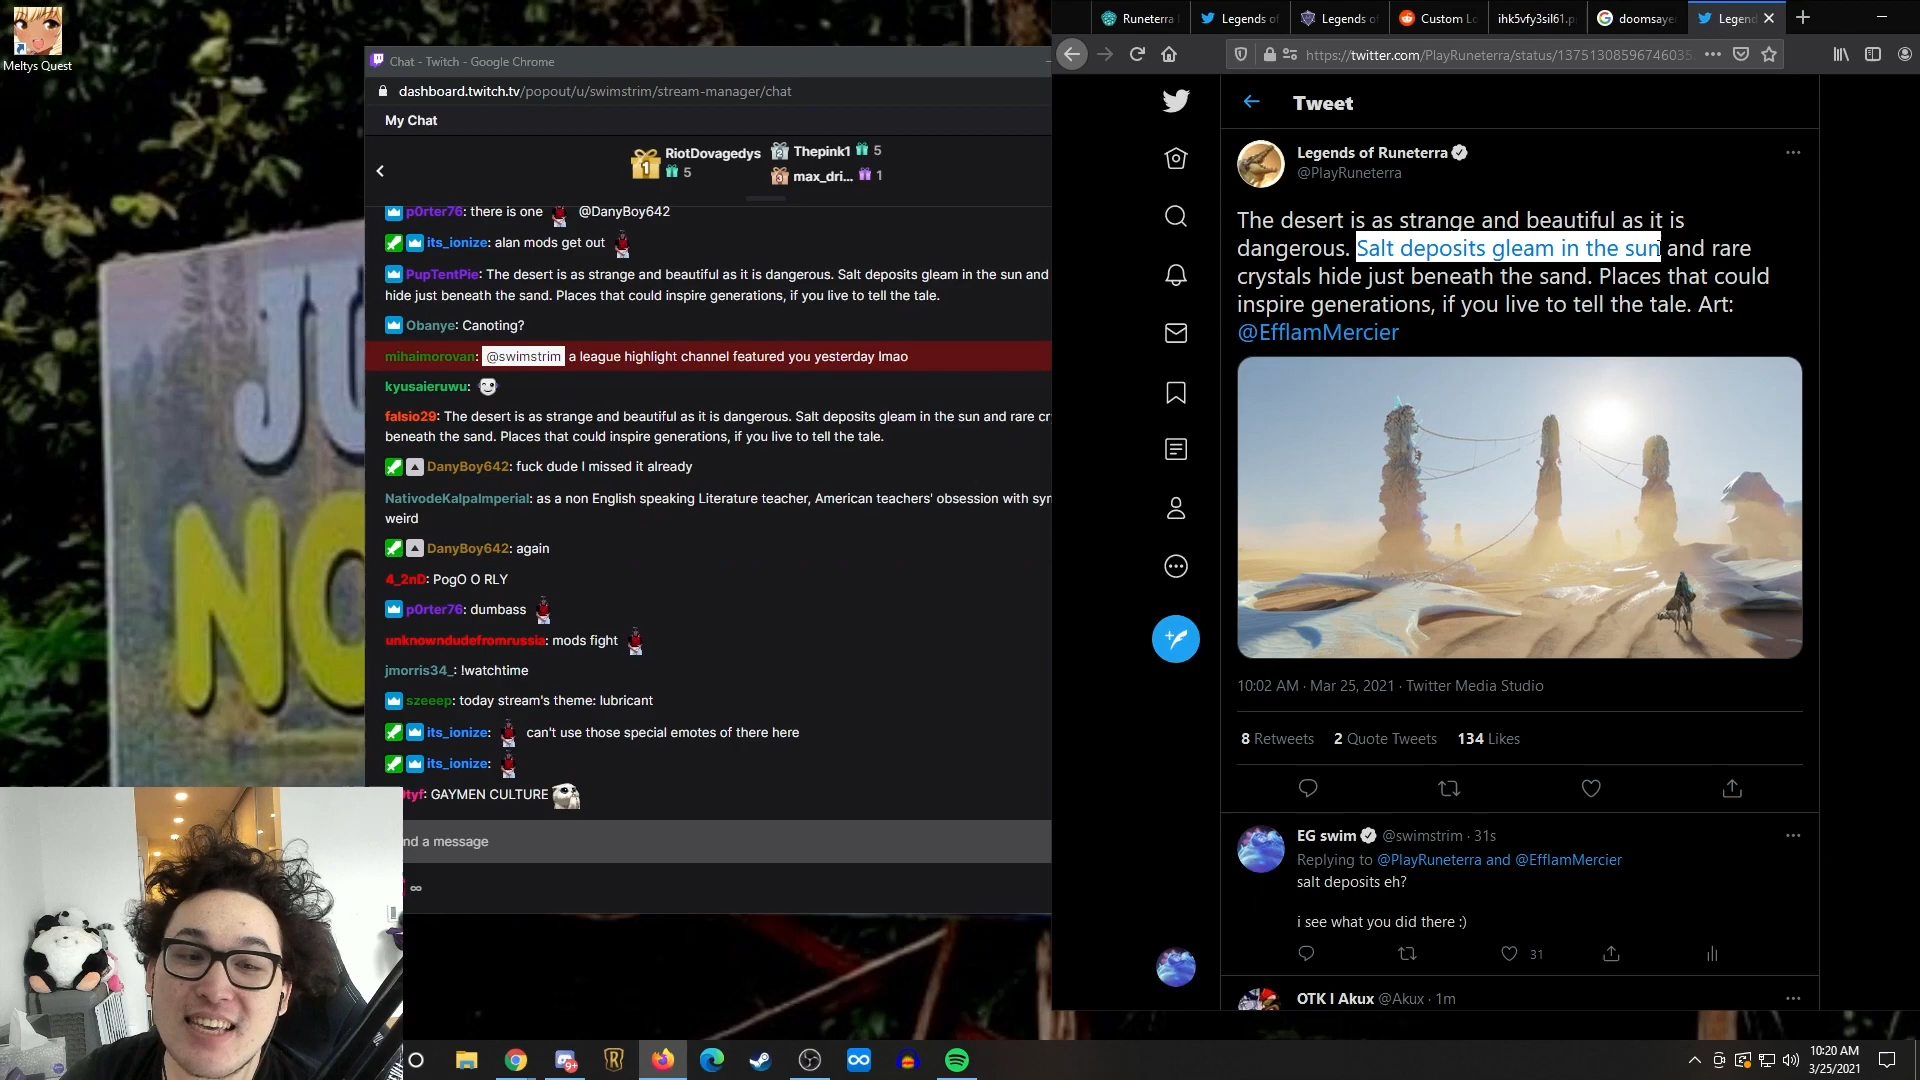 Meltys Quest
JU
NO
Chat - Twitch - Google Chrome
dashboard.twitch.tv/popout/u/swimstrim/stream-manager/chat
My Chat
1 RiotDovagedys 5
2 Thepink1 5
3 max_dri... 1
p0rter76: there is one @DanyBoy642
its_ionize: alan mods get out
PupTentPie: The desert is as strange and beautiful as it is dangerous. Salt deposits gleam in the sun and
hide just beneath the sand. Places that could inspire generations, if you live to tell the tale.
Obanye: Canoting?
mihaimorovan: @swimstrim a league highlight channel featured you yesterday lmao
kyusaieruwu:
falsio29: The desert is as strange and beautiful as it is dangerous. Salt deposits gleam in the sun and rare cr
beneath the sand. Places that could inspire generations, if you live to tell the tale.
DanyBoy642: fuck dude I missed it already
NativodeKalpaImperial: as a non English speaking Literature teacher, American teachers' obsession with syr
weird
DanyBoy642: again
4_2nD: PogO O RLY
p0rter76: dumbass
unknowndudefromrussia: mods fight
jmorris34_: !watchtime
szeeep: today stream's theme: lubricant
its_ionize: can't use those special emotes of there here
its_ionize:
tyf: GAYMEN CULTURE
nd a message
∞
Runeterra
Legends of
Legends of
Custom Lo
ihk5vfy3sil61.p
doomsaye
Legend
https://twitter.com/PlayRuneterra/status/13751308596746035
Tweet
Legends of Runeterra
@PlayRuneterra
The desert is as strange and beautiful as it is
dangerous. Salt deposits gleam in the sun and rare
crystals hide just beneath the sand. Places that could
inspire generations, if you live to tell the tale. Art:
@EfflamMercier
10:02 AM · Mar 25, 2021 · Twitter Media Studio
8 Retweets 2 Quote Tweets 134 Likes
EG swim @swimstrim · 31s
Replying to @PlayRuneterra and @EfflamMercier
salt deposits eh?
i see what you did there :)
31
OTK I Akux @Akux · 1m
10:20 AM
3/25/2021